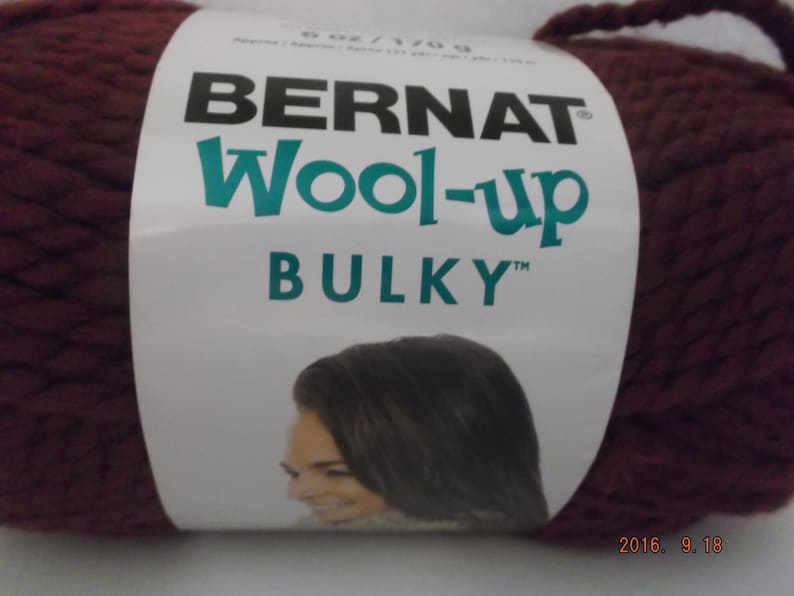 6 oz / 170 g
BERNAT®
Wool-up
BULKY™
2016. 9.18